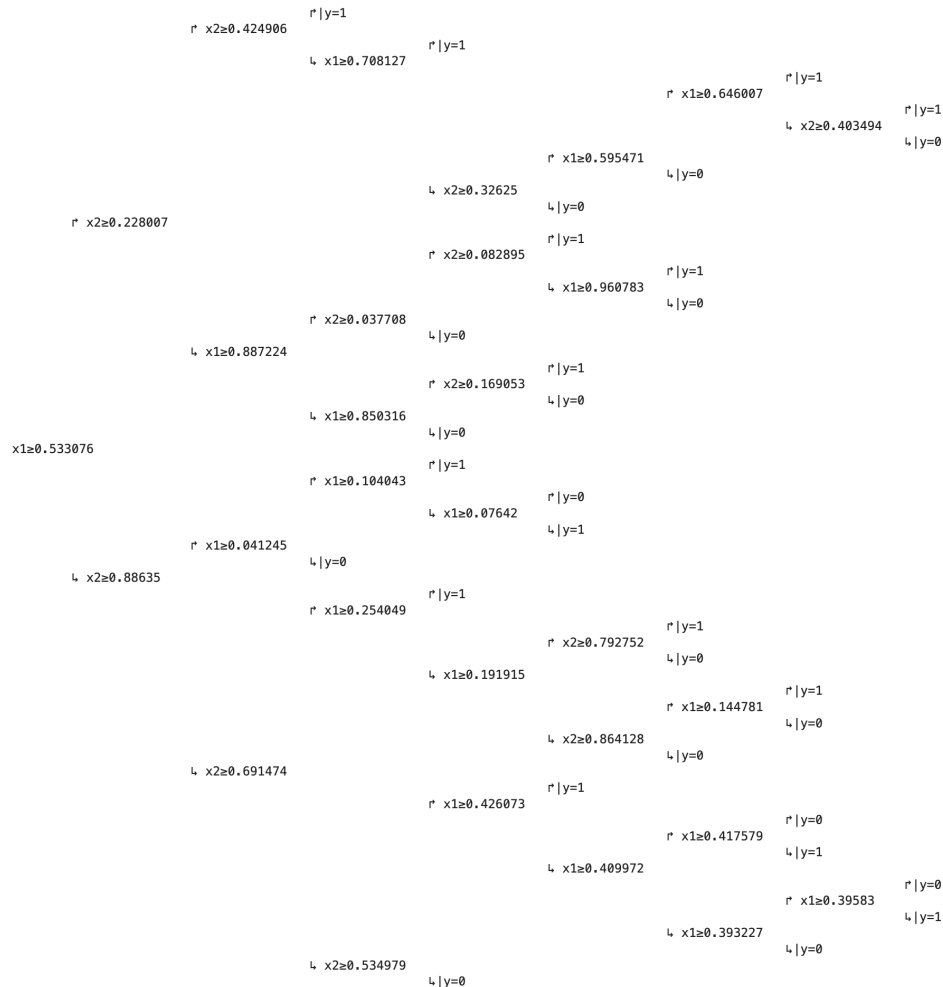 ┌|y=1
┌ x2≥0.424906
┌|y=1
↳ x1≥0.708127
┌|y=1
┌ x1≥0.646007
┌|y=1
↳ x2≥0.403494
↳|y=0
┌ x1≥0.595471
↳|y=0
↳ x2≥0.32625
↳|y=0
┌ x2≥0.228007
┌|y=1
┌ x2≥0.082895
┌|y=1
↳ x1≥0.960783
↳|y=0
┌ x2≥0.037708
↳|y=0
↳ x1≥0.887224
┌|y=1
┌ x2≥0.169053
↳|y=0
↳ x1≥0.850316
↳|y=0
x1≥0.533076
┌|y=1
┌ x1≥0.104043
┌|y=0
↳ x1≥0.07642
↳|y=1
┌ x1≥0.041245
↳|y=0
↳ x2≥0.88635
┌|y=1
┌ x1≥0.254049
┌|y=1
┌ x2≥0.792752
↳|y=0
↳ x1≥0.191915
┌|y=1
┌ x1≥0.144781
↳|y=0
↳ x2≥0.864128
↳|y=0
↳ x2≥0.691474
┌|y=1
┌ x1≥0.426073
┌|y=0
┌ x1≥0.417579
↳|y=1
↳ x1≥0.409972
┌|y=0
┌ x1≥0.39583
↳|y=1
↳ x1≥0.393227
↳|y=0
↳ x2≥0.534979
↳|y=0